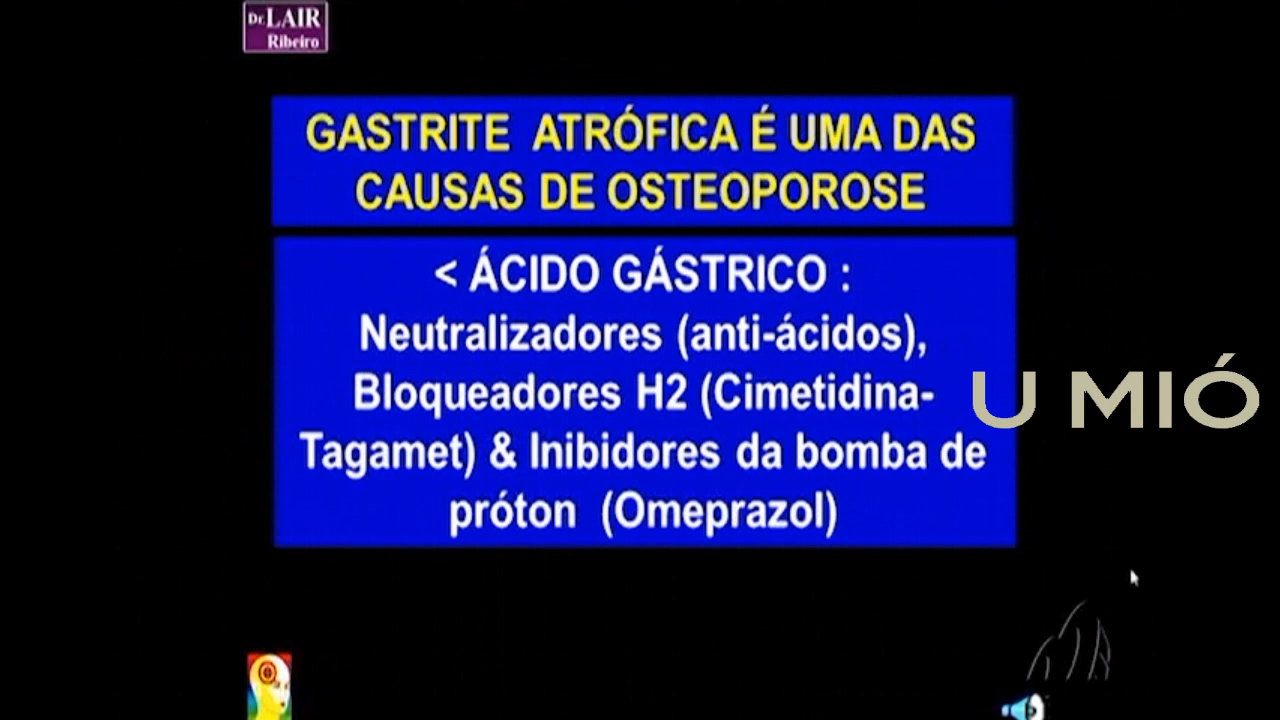 Dr. LAIR
Ribeiro
GASTRITE ATRÓFICA É UMA DAS
CAUSAS DE OSTEOPOROSE
< ÁCIDO GÁSTRICO :
Neutralizadores (anti-ácidos),
Bloqueadores H2 (Cimetidina-
Tagamet) & Inibidores da bomba de
próton (Omeprazol)
U MIÓ